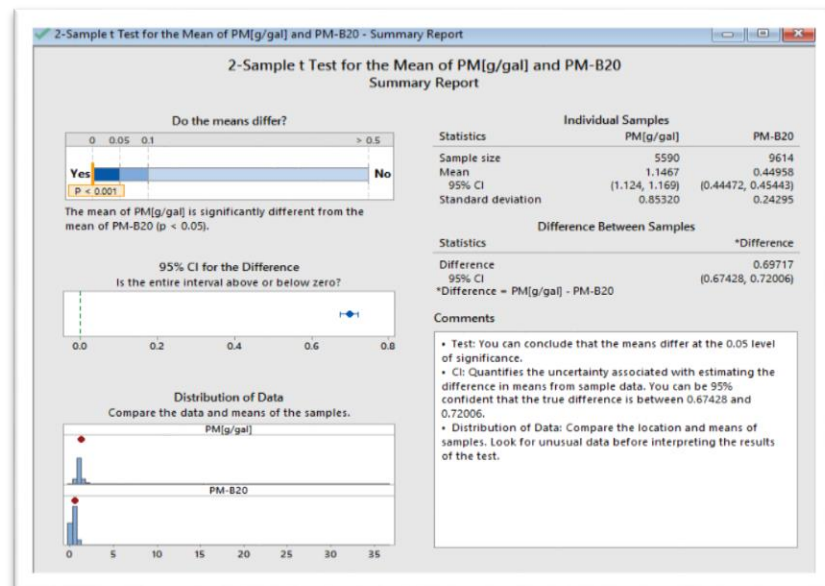 2-Sample t Test for the Mean of PM[g/gal] and PM-B20 - Summary Report
2-Sample t Test for the Mean of PM[g/gal] and PM-B20
Summary Report
Do the means differ?
0 0.05 0.1 > 0.5
Yes No
P < 0.001
The mean of PM[g/gal] is significantly different from the
mean of PM-B20 (p < 0.05).
95% CI for the Difference
Is the entire interval above or below zero?
0.0 0.2 0.4 0.6 0.8
Distribution of Data
Compare the data and means of the samples.
PM[g/gal]
PM-B20
0 5 10 15 20 25 30 35
Individual Samples
Statistics PM[g/gal] PM-B20
Sample size 5590 9614
Mean 1.1467 0.44958
95% CI (1.124, 1.169) (0.44472, 0.45443)
Standard deviation 0.85320 0.24295
Difference Between Samples
Statistics *Difference
Difference 0.69717
95% CI (0.67428, 0.72006)
*Difference = PM[g/gal] - PM-B20
Comments
• Test: You can conclude that the means differ at the 0.05 level
of significance.
• CI: Quantifies the uncertainty associated with estimating the
difference in means from sample data. You can be 95%
confident that the true difference is between 0.67428 and
0.72006.
• Distribution of Data: Compare the location and means of
samples. Look for unusual data before interpreting the results
of the test.